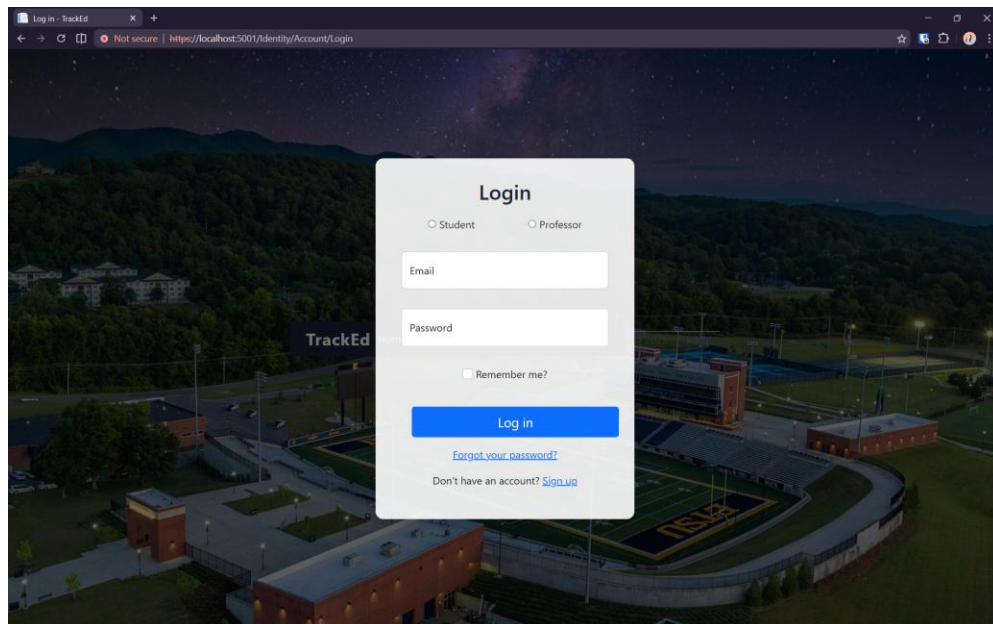 Log in - TrackEd
Not secure https://localhost:5001/Identity/Account/Login
Login
Student Professor
Email
Password
TrackEd
Remember me?
Log in
Forgot your password?
Don't have an account? Sign up
ETSU